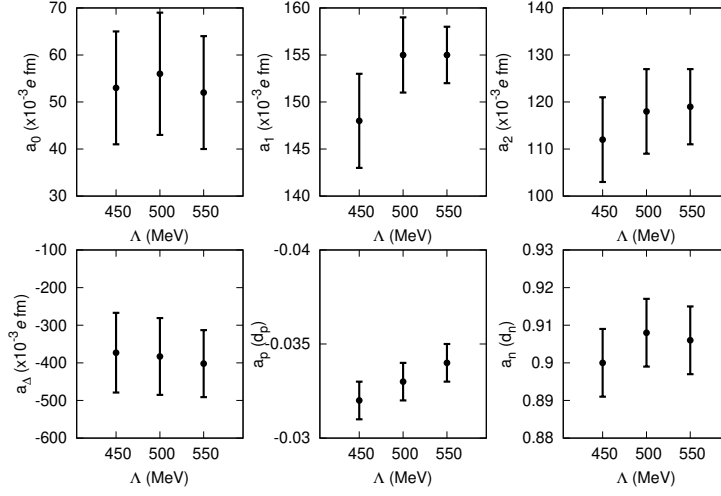 a0 (x10^-3 e fm)
70
60
50
40
30
450 500 550
Λ (MeV)
a1 (x10^-3 e fm)
160
155
150
145
140
450 500 550
Λ (MeV)
a2 (x10^-3 e fm)
140
130
120
110
100
450 500 550
Λ (MeV)
aΔ (x10^-3 e fm)
-100
-200
-300
-400
-500
-600
450 500 550
Λ (MeV)
ap (dp)
-0.04
-0.035
-0.03
450 500 550
Λ (MeV)
an (dn)
0.93
0.92
0.91
0.9
0.89
0.88
450 500 550
Λ (MeV)